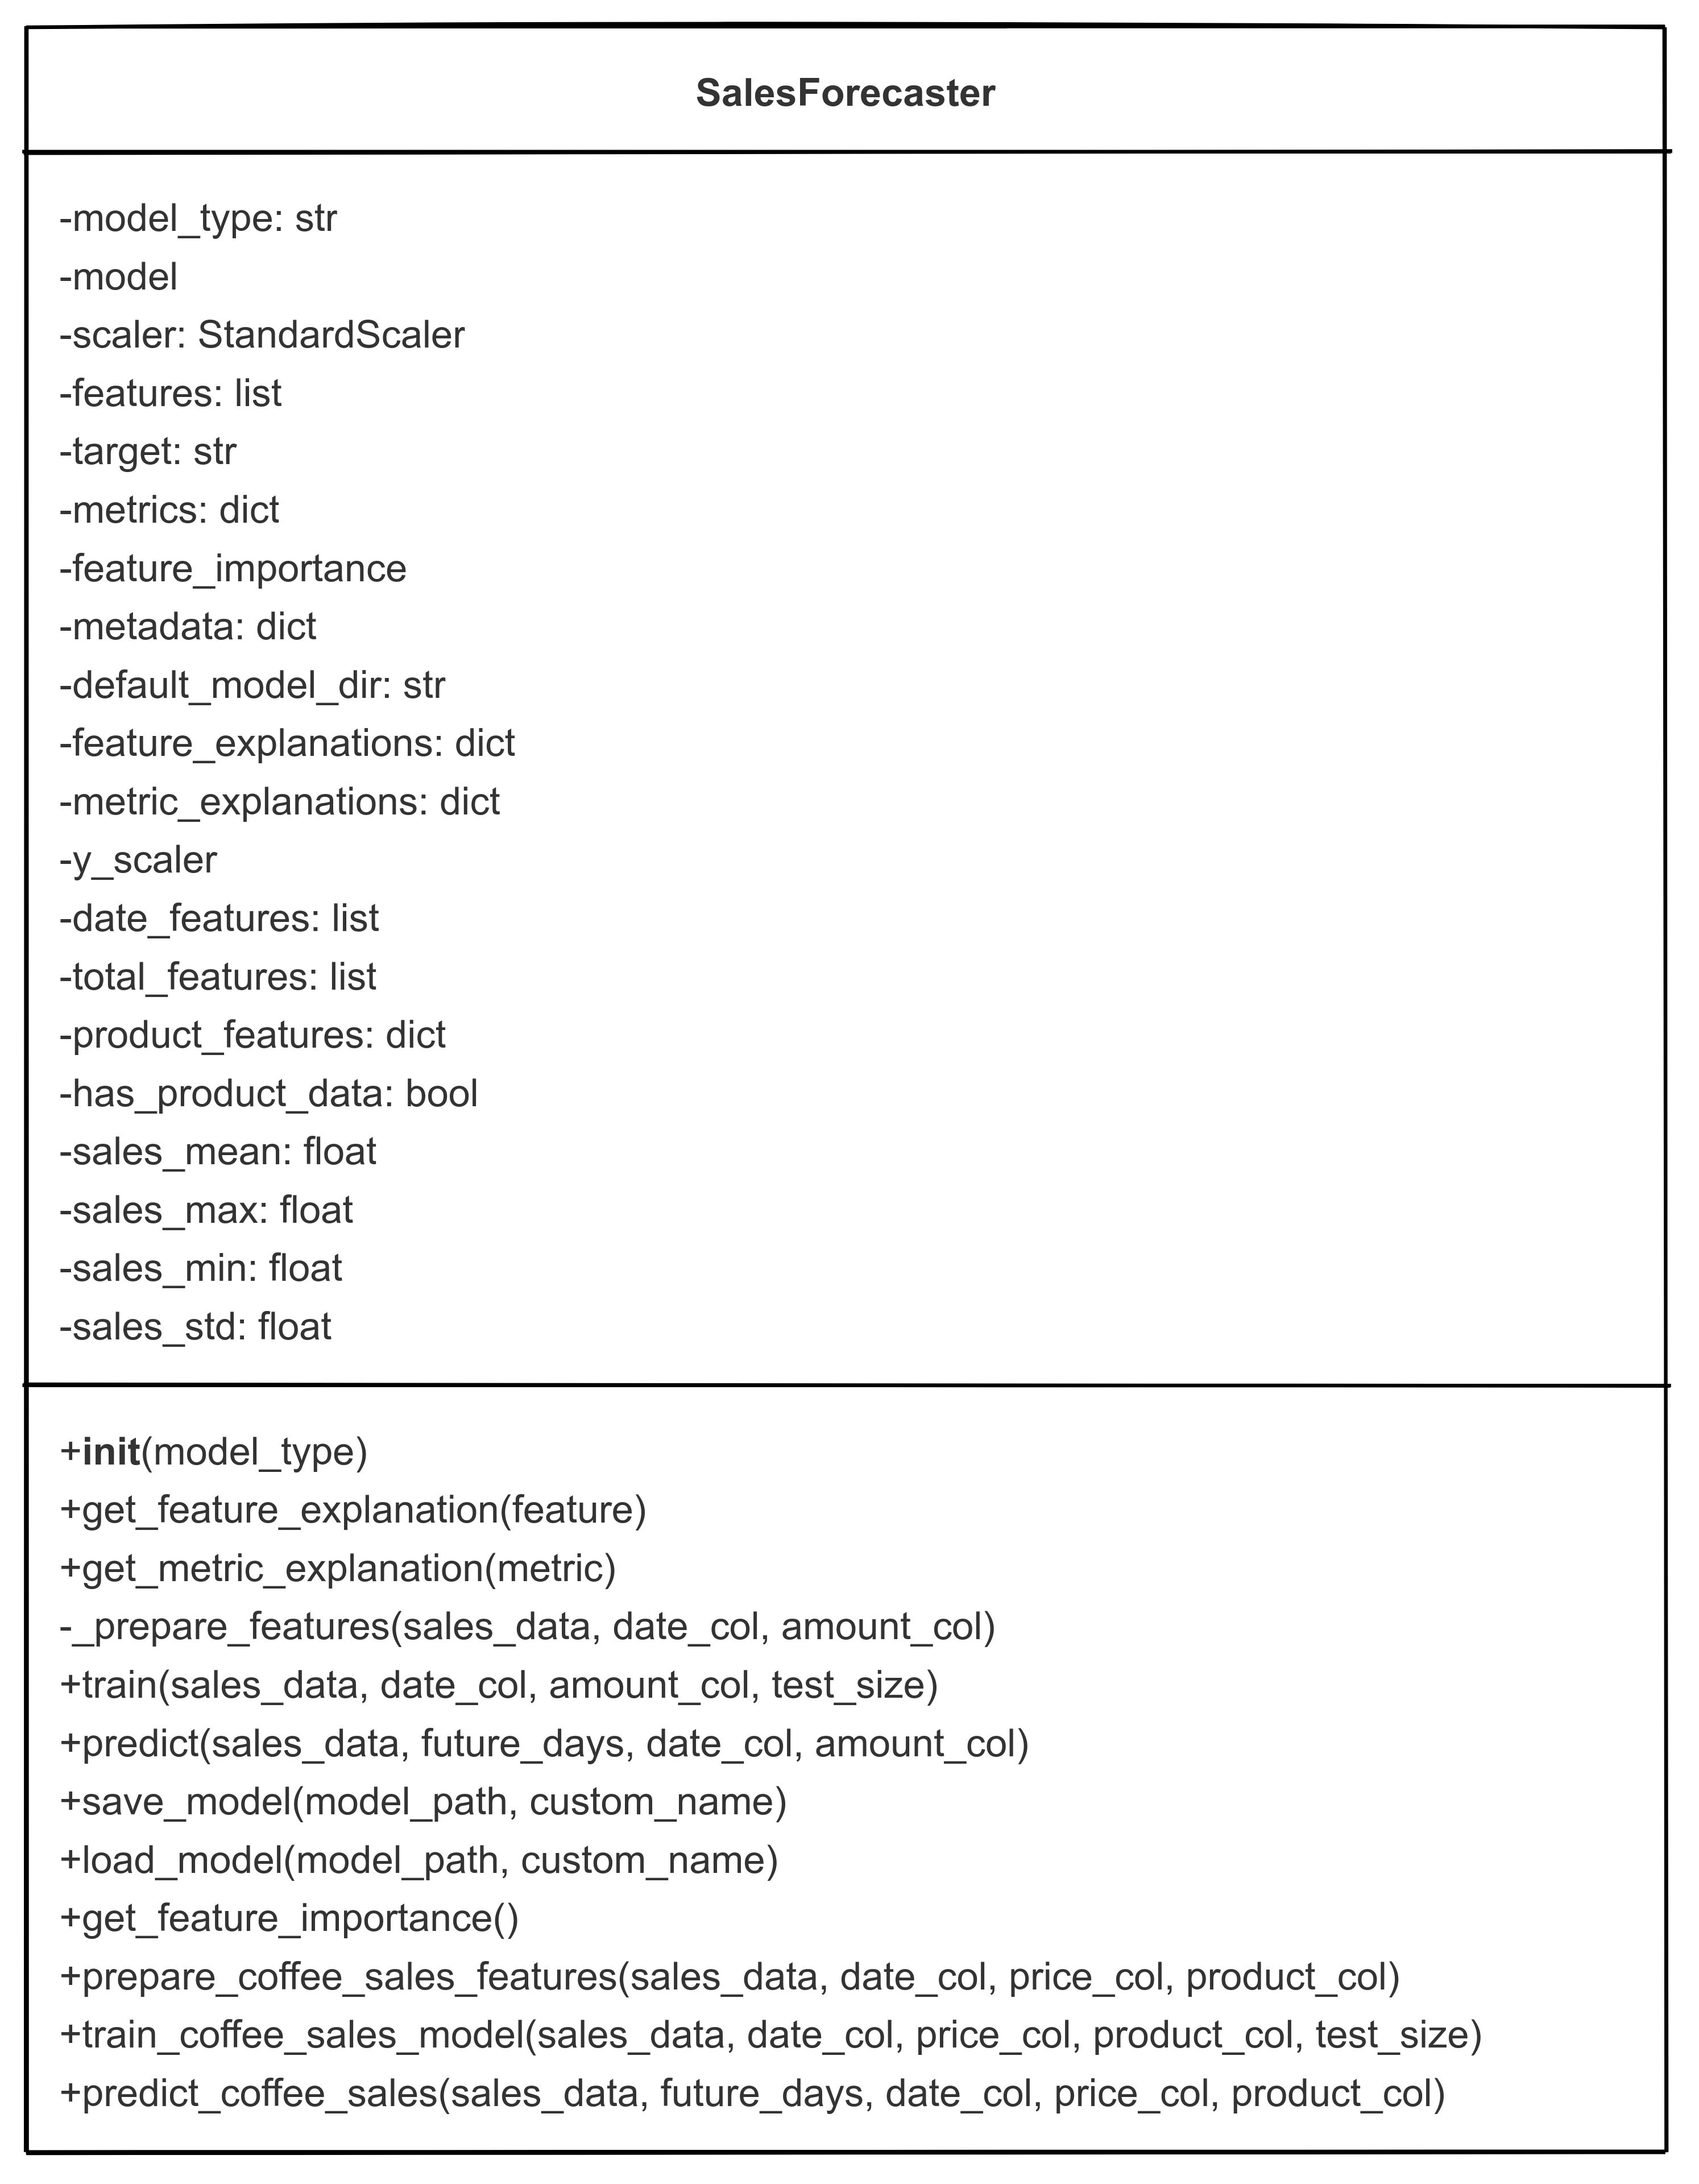 SalesForecaster
-model_type: str
-model
-scaler: StandardScaler
-features: list
-target: str
-metrics: dict
-feature_importance
-metadata: dict
-default_model_dir: str
-feature_explanations: dict
-metric_explanations: dict
-y_scaler
-date_features: list
-total_features: list
-product_features: dict
-has_product_data: bool
-sales_mean: float
-sales_max: float
-sales_min: float
-sales_std: float
+init(model_type)
+get_feature_explanation(feature)
+get_metric_explanation(metric)
-_prepare_features(sales_data, date_col, amount_col)
+train(sales_data, date_col, amount_col, test_size)
+predict(sales_data, future_days, date_col, amount_col)
+save_model(model_path, custom_name)
+load_model(model_path, custom_name)
+get_feature_importance()
+prepare_coffee_sales_features(sales_data, date_col, price_col, product_col)
+train_coffee_sales_model(sales_data, date_col, price_col, product_col, test_size)
+predict_coffee_sales(sales_data, future_days, date_col, price_col, product_col)